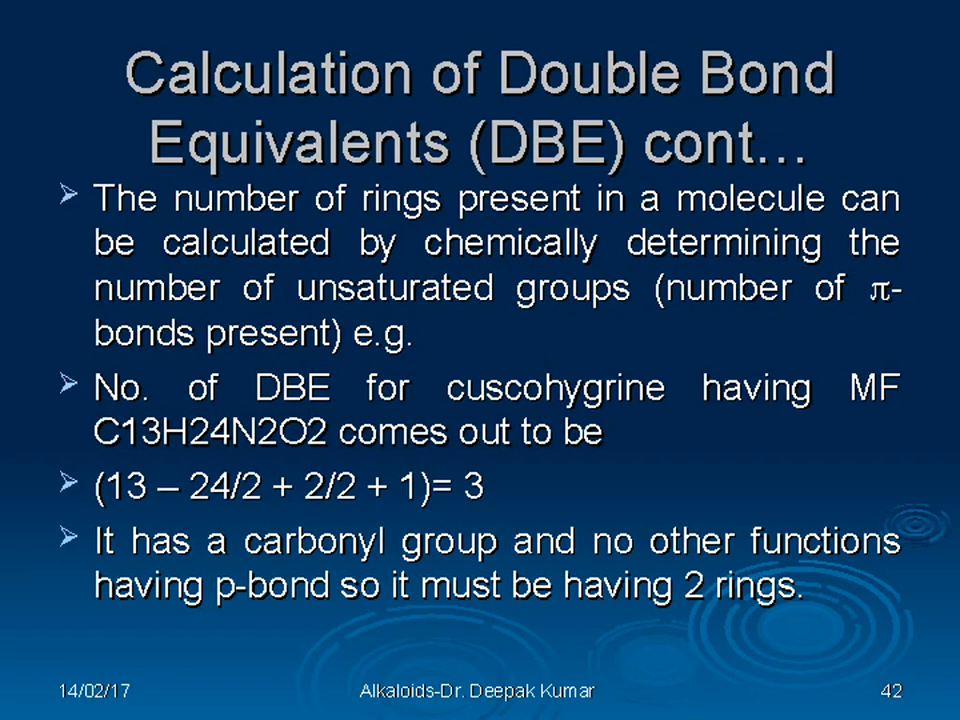 Calculation of Double Bond
Equivalents (DBE) cont…
➢ The number of rings present in a molecule can
be calculated by chemically determining the
number of unsaturated groups (number of π-
bonds present) e.g.
➢ No. of DBE for cuscohygrine having MF
C13H24N2O2 comes out to be
➢ (13 – 24/2 + 2/2 + 1)= 3
➢ It has a carbonyl group and no other functions
having p-bond so it must be having 2 rings.
14/02/17 Alkaloids-Dr. Deepak Kumar 42